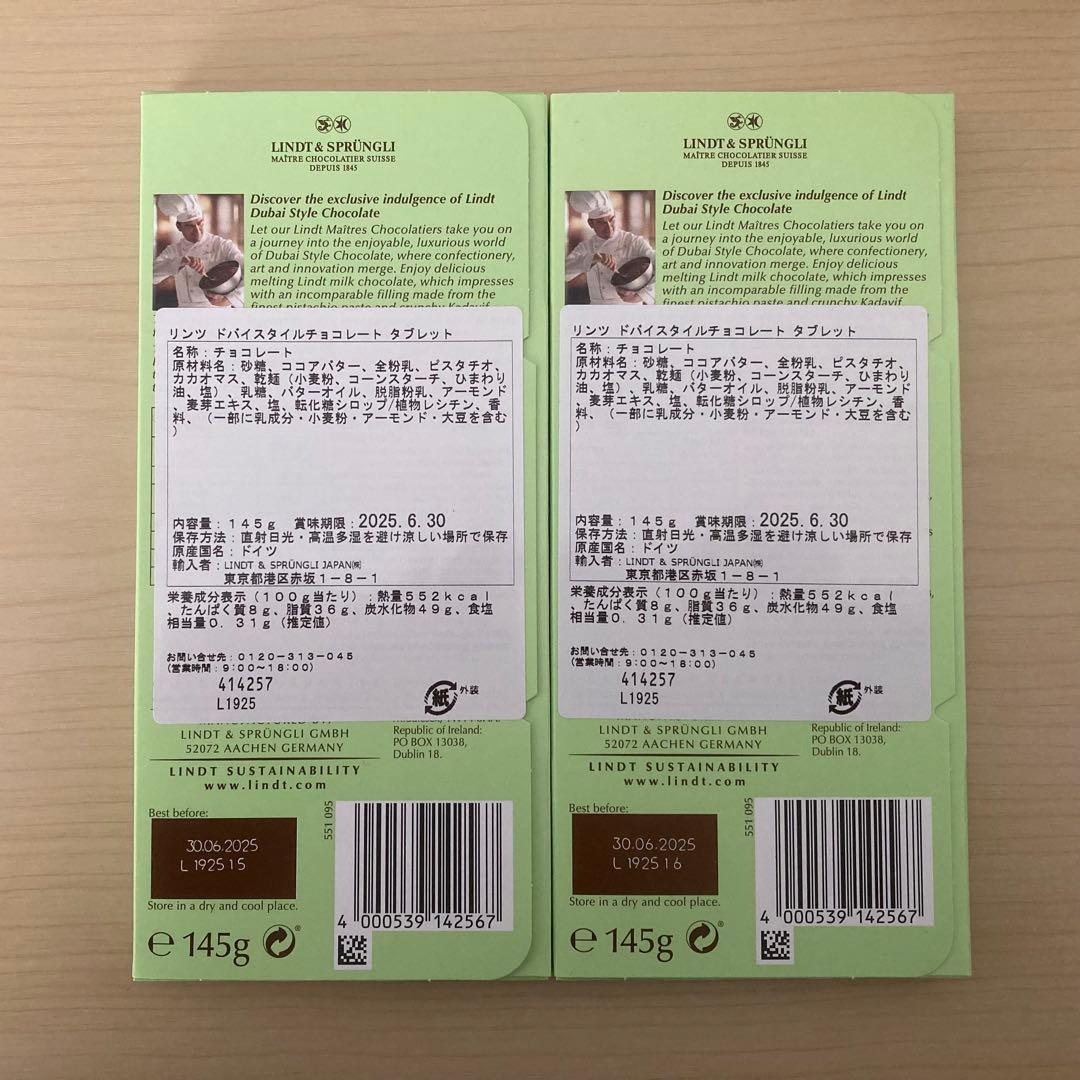 LINDT & SPRÜNGLI
MAÎTRE CHOCOLATIER SUISSE
DEPUIS 1845
Discover the exclusive indulgence of Lindt
Dubai Style Chocolate
Let our Lindt Maîtres Chocolatiers take you on
a journey into the enjoyable, luxurious world
of Dubai Style Chocolate, where confectionery,
art and innovation merge. Enjoy delicious
melting Lindt milk chocolate, which impresses
with an incomparable filling made from the
finest pistachio paste and crunchy Kadayif
リンツ ドバイスタイルチョコレート タブレット
名称：チョコレート
原材料名：砂糖、ココアバター、全粉乳、ピスタチオ、
カカオマス、乾麺（小麦粉、コーンスターチ、ひまわり
油、塩）、乳糖、バターオイル、脱脂粉乳、アーモンド
、麦芽エキス、塩、転化糖シロップ/植物レシチン、香
料、（一部に乳成分・小麦粉・アーモンド・大豆を含む
）
内容量：１４５ｇ 賞味期限：2025.6.30
保存方法：直射日光・高温多湿を避け涼しい場所で保存
原産国名：ドイツ
輸入者：LINDT & SPRÜNGLI JAPAN㈱
東京都港区赤坂１－８－１
栄養成分表示（１００ｇ当たり）：熱量５５２ｋｃａｌ
、たんぱく質８ｇ、脂質３６ｇ、炭水化物４９ｇ、食塩
相当量０．３１ｇ（推定値）
お問い合せ先：０１２０－３１３－０４５
（営業時間：９：００～１８：００）
414257
L1925
紙 外装
LINDT & SPRÜNGLI GMBH
52072 AACHEN GERMANY
Republic of Ireland:
PO BOX 13038,
Dublin 18.
LINDT SUSTAINABILITY
www.lindt.com
Best before:
30.06.2025
L 1925 15
551 095
Store in a dry and cool place.
4 000539 142567
e 145g
LINDT & SPRÜNGLI
MAÎTRE CHOCOLATIER SUISSE
DEPUIS 1845
Discover the exclusive indulgence of Lindt
Dubai Style Chocolate
Let our Lindt Maîtres Chocolatiers take you on
a journey into the enjoyable, luxurious world
of Dubai Style Chocolate, where confectionery,
art and innovation merge. Enjoy delicious
melting Lindt milk chocolate, which impresses
with an incomparable filling made from the
finest pistachio paste and crunchy Kadayif
リンツ ドバイスタイルチョコレート タブレット
名称：チョコレート
原材料名：砂糖、ココアバター、全粉乳、ピスタチオ、
カカオマス、乾麺（小麦粉、コーンスターチ、ひまわり
油、塩）、乳糖、バターオイル、脱脂粉乳、アーモンド
、麦芽エキス、塩、転化糖シロップ/植物レシチン、香
料、（一部に乳成分・小麦粉・アーモンド・大豆を含む
）
内容量：１４５ｇ 賞味期限：2025.6.30
保存方法：直射日光・高温多湿を避け涼しい場所で保存
原産国名：ドイツ
輸入者：LINDT & SPRÜNGLI JAPAN㈱
東京都港区赤坂１－８－１
栄養成分表示（１００ｇ当たり）：熱量５５２ｋｃａｌ
、たんぱく質８ｇ、脂質３６ｇ、炭水化物４９ｇ、食塩
相当量０．３１ｇ（推定値）
お問い合せ先：０１２０－３１３－０４５
（営業時間：９：００～１８：００）
414257
L1925
紙 外装
LINDT & SPRÜNGLI GMBH
52072 AACHEN GERMANY
Republic of Ireland:
PO BOX 13038,
Dublin 18.
LINDT SUSTAINABILITY
www.lindt.com
Best before:
30.06.2025
L 1925 16
551 095
Store in a dry and cool place.
4 000539 142567
e 145g